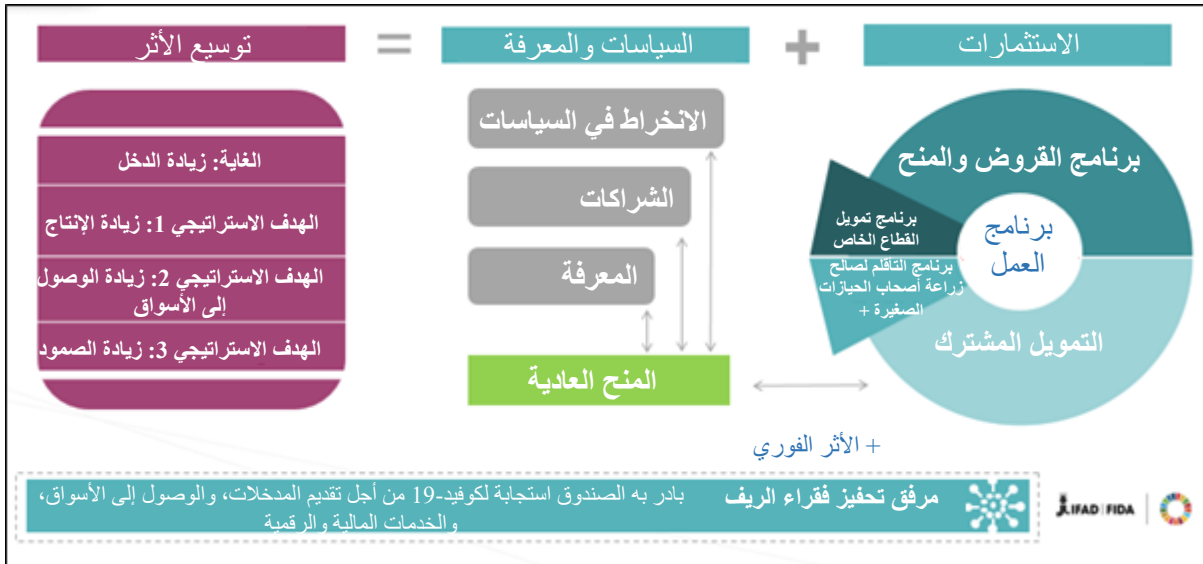 الاستثمارات
+
السياسات والمعرفة
=
توسيع الأثر
برنامج القروض والمنح
برنامج تمويل
القطاع الخاص
برنامج
العمل
برنامج التأقلم لصالح
زراعة أصحاب الحيازات
الصغيرة +
التمويل المشترك
الانخراط في السياسات
الشراكات
المعرفة
المنح العادية
الغاية: زيادة الدخل
الهدف الاستراتيجي 1: زيادة الإنتاج
الهدف الاستراتيجي 2: زيادة الوصول
إلى الأسواق
الهدف الاستراتيجي 3: زيادة الصمود
+ الأثر الفوري
مرفق تحفيز فقراء الريف بادر به الصندوق استجابة لكوفيد-19 من أجل تقديم المدخلات، والوصول إلى الأسواق،
والخدمات المالية والرقمية
IFAD | FIDA